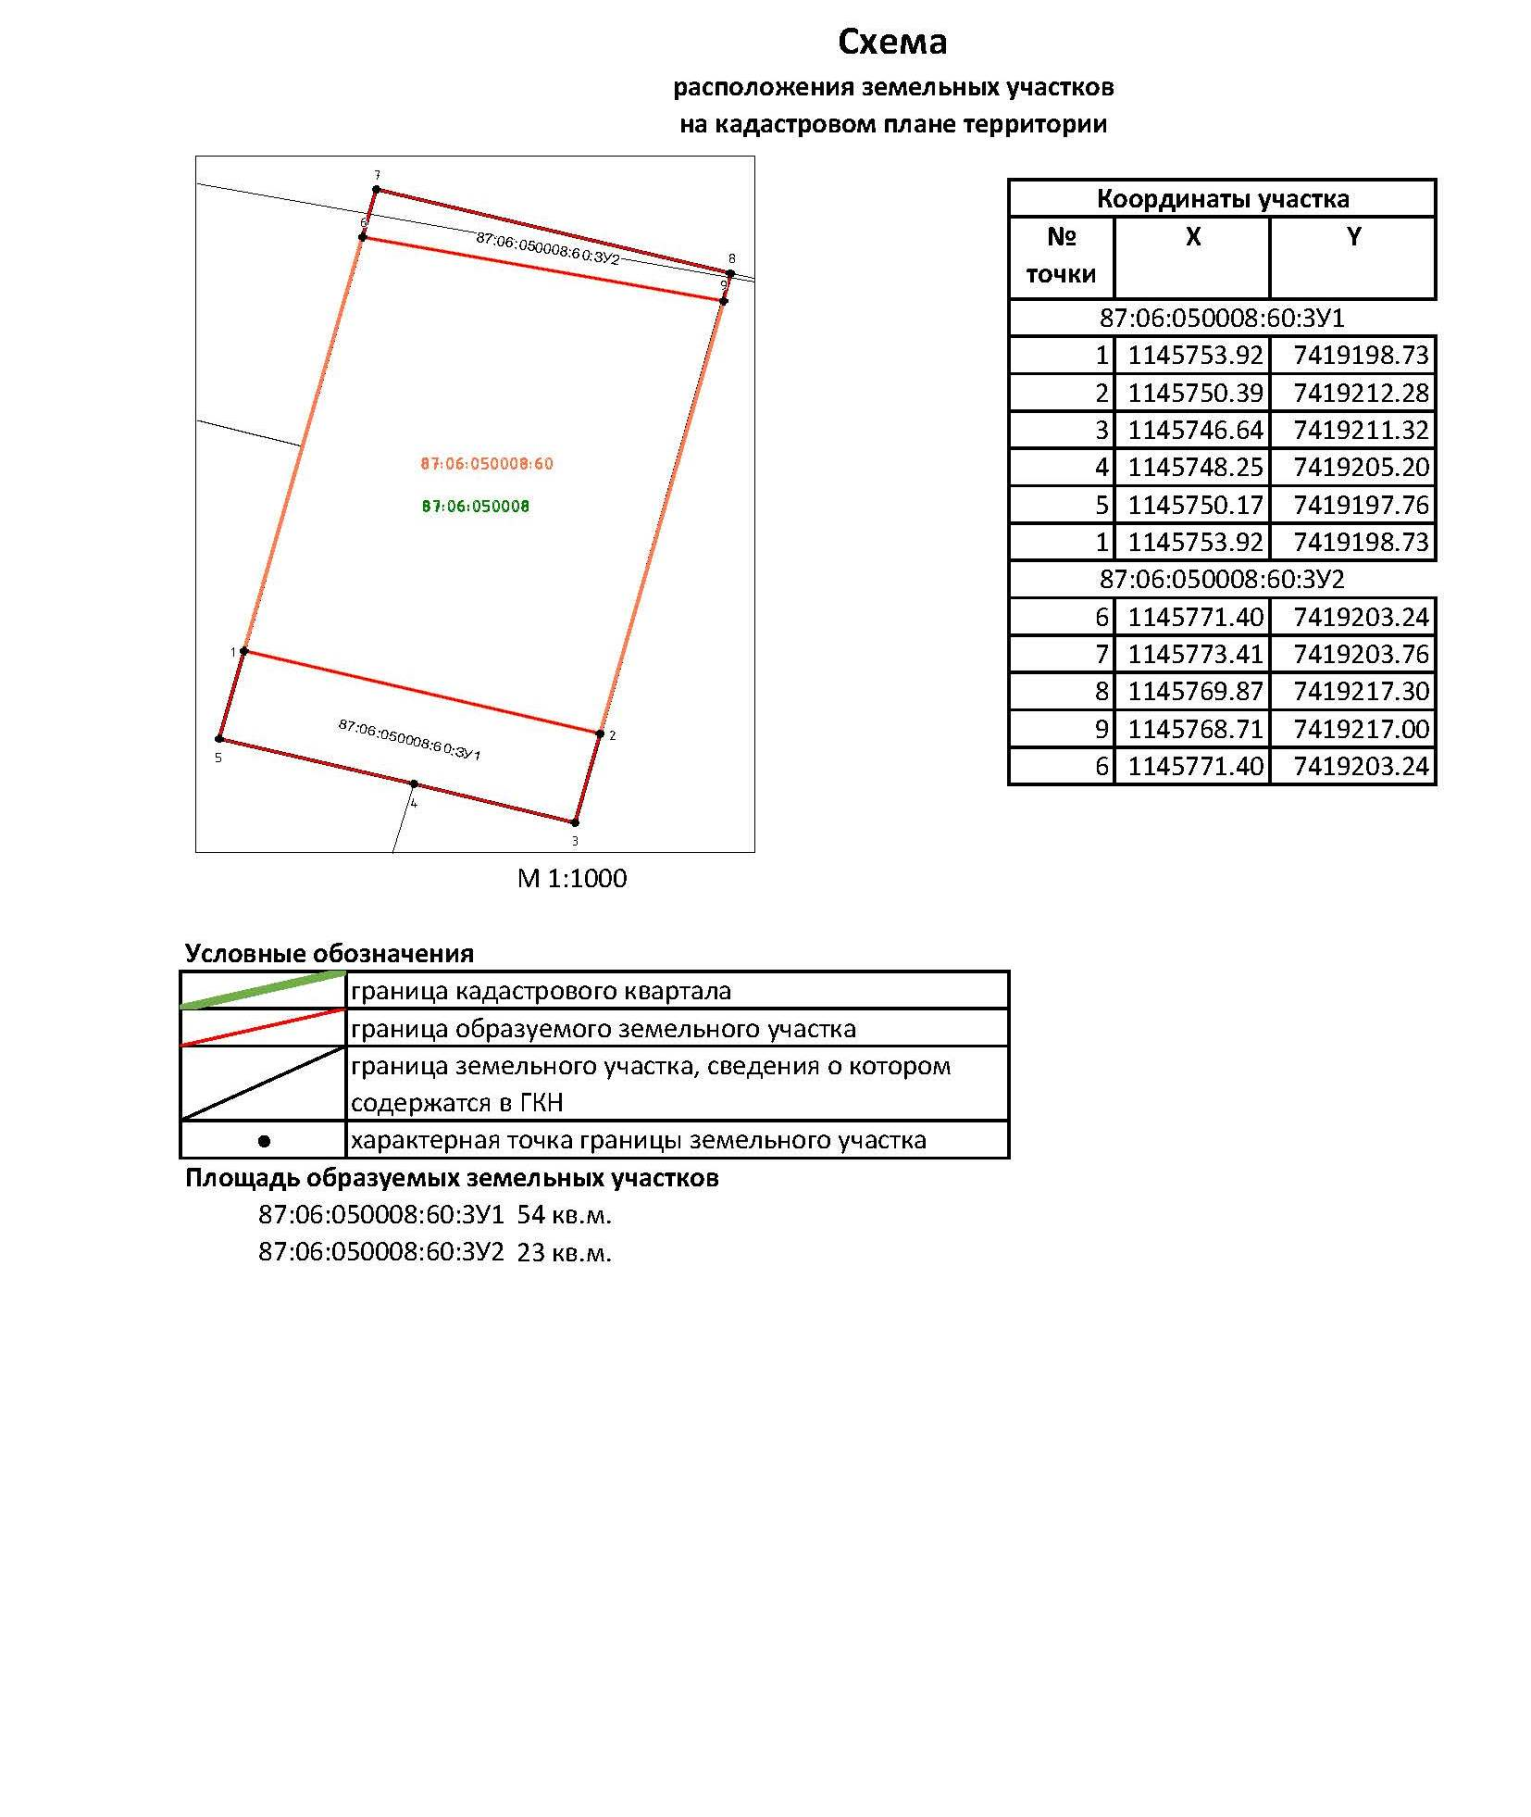 Схема
расположения земельных участков
на кадастровом плане территории
7
6
87:06:050008:60:ЗУ2
8
9
87:06:050008:60
87:06:050008
1
87:06:050008:60:ЗУ1
2
5
4
3
М 1:1000
Координаты участка
№ точки X Y
87:06:050008:60:ЗУ1
1 1145753.92 7419198.73
2 1145750.39 7419212.28
3 1145746.64 7419211.32
4 1145748.25 7419205.20
5 1145750.17 7419197.76
1 1145753.92 7419198.73
87:06:050008:60:ЗУ2
6 1145771.40 7419203.24
7 1145773.41 7419203.76
8 1145769.87 7419217.30
9 1145768.71 7419217.00
6 1145771.40 7419203.24
Условные обозначения
граница кадастрового квартала
граница образуемого земельного участка
граница земельного участка, сведения о котором
содержатся в ГКН
характерная точка границы земельного участка
Площадь образуемых земельных участков
87:06:050008:60:ЗУ1 54 кв.м.
87:06:050008:60:ЗУ2 23 кв.м.